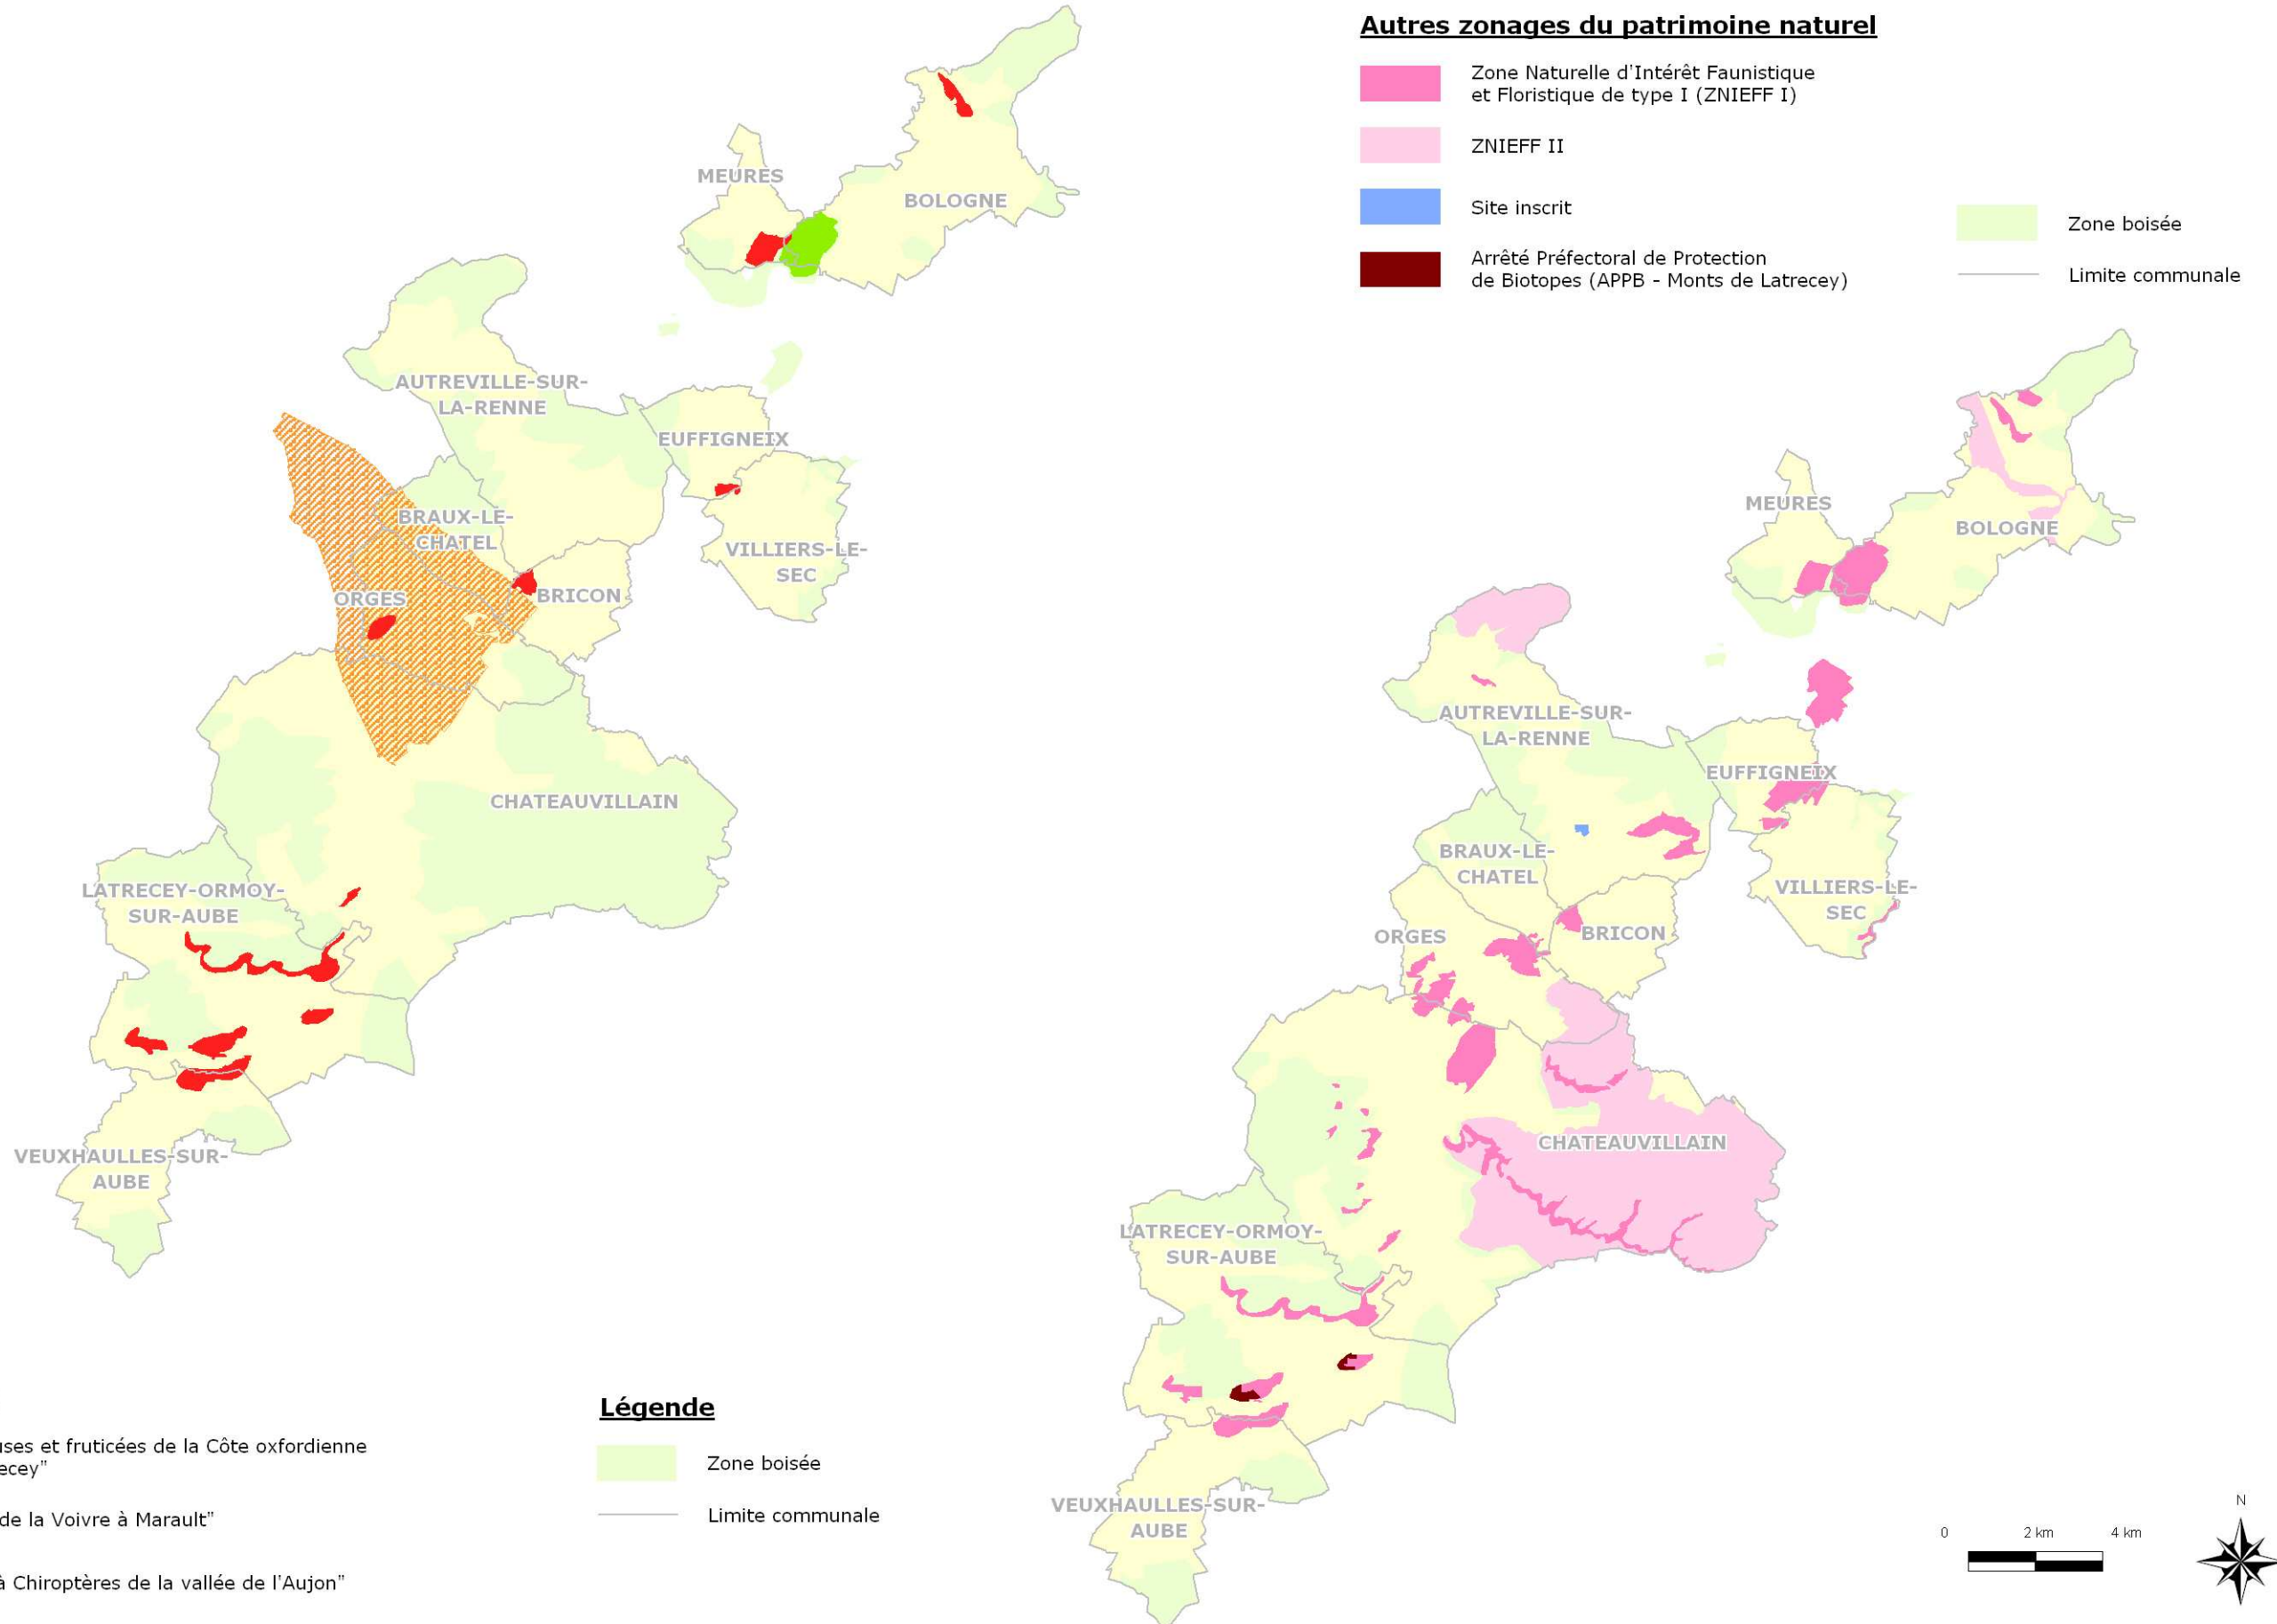 Autres zonages du patrimoine naturel
Zone Naturelle d'Intérêt Faunistique
et Floristique de type I (ZNIEFF I)
ZNIEFF II
Site inscrit
Arrêté Préfectoral de Protection
de Biotopes (APPB - Monts de Latrecey)
Zone boisée
Limite communale
MEURES
BOLOGNE
AUTREVILLE-SUR-
LA-RENNE
EUFFIGNEIX
BRAUX-LE-
CHATEL
VILLIERS-LE-
SEC
ORGES
BRICON
CHATEAUVILLAIN
LATRECEY-ORMOY-
SUR-AUBE
VEUXHAULLES-SUR-
AUBE
MEURES
BOLOGNE
AUTREVILLE-SUR-
LA-RENNE
EUFFIGNEIX
BRAUX-LE-
CHATEL
VILLIERS-LE-
SEC
ORGES
BRICON
CHATEAUVILLAIN
LATRECEY-ORMOY-
SUR-AUBE
VEUXHAULLES-SUR-
AUBE
et fruticées de la Côte oxfordienne
de la Voivre à Marault”
à Chiroptères de la vallée de l'Aujon”
Légende
Zone boisée
Limite communale
0 2 km 4 km
N